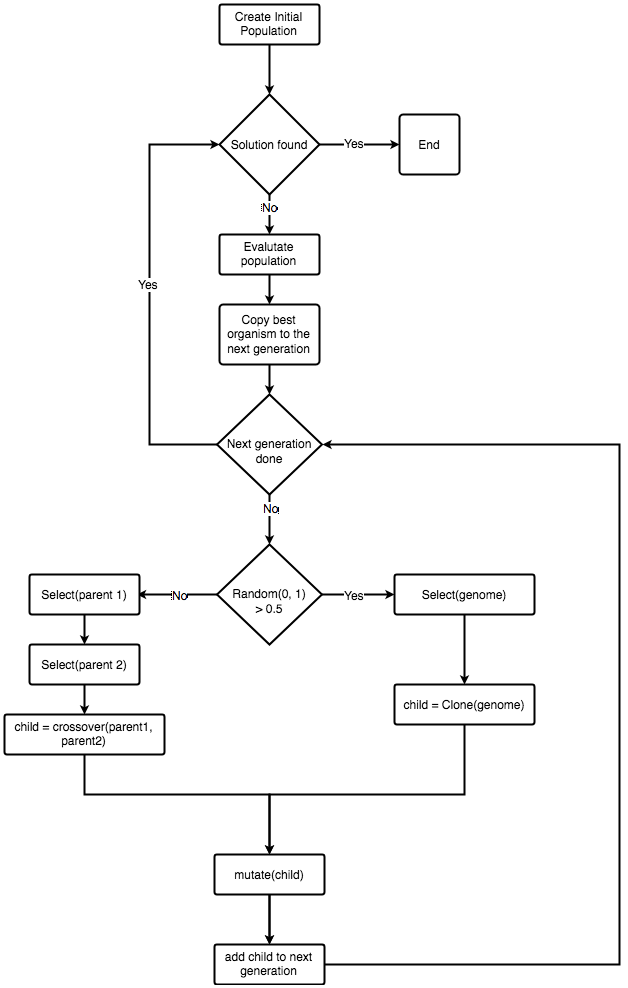 Create Initial
Population
Solution found
Yes
End
No
Evalutate
population
Yes
Copy best
organism to the
next generation
Next generation
done
No
Select(parent 1)
No
Random(0, 1)
> 0.5
Yes
Select(genome)
Select(parent 2)
child = crossover(parent1,
parent2)
child = Clone(genome)
mutate(child)
add child to next
generation